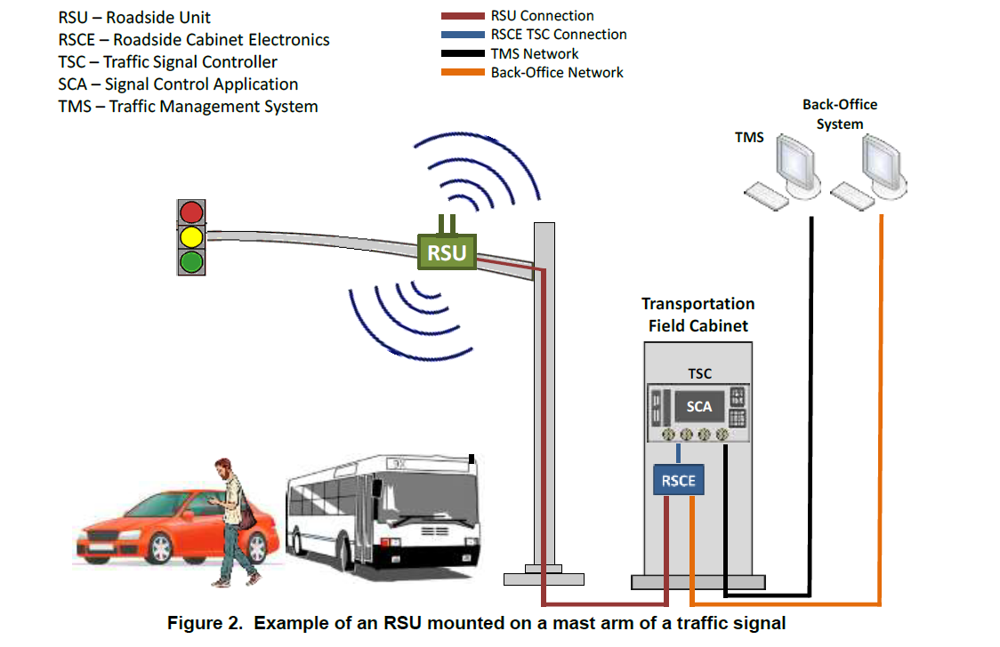 RSU – Roadside Unit
RSCE – Roadside Cabinet Electronics
TSC – Traffic Signal Controller
SCA – Signal Control Application
TMS – Traffic Management System
RSU Connection
RSCE TSC Connection
TMS Network
Back-Office Network
Back-Office
System
TMS
RSU
Transportation
Field Cabinet
TSC
SCA
RSCE
Figure 2.  Example of an RSU mounted on a mast arm of a traffic signal